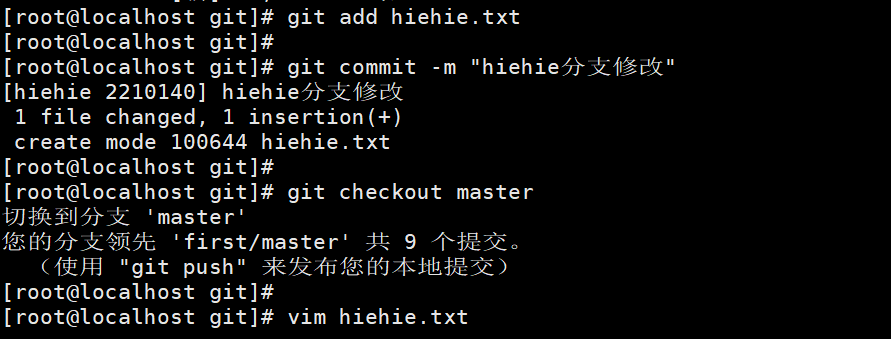 [root@localhost git]# git add hiehie.txt
[root@localhost git]#
[root@localhost git]# git commit -m "hiehie分支修改"
[hiehie 2210140] hiehie分支修改
 1 file changed, 1 insertion(+)
 create mode 100644 hiehie.txt
[root@localhost git]#
[root@localhost git]# git checkout master
切换到分支 'master'
您的分支领先 'first/master' 共 9 个提交。
  （使用 "git push" 来发布您的本地提交）
[root@localhost git]#
[root@localhost git]# vim hiehie.txt